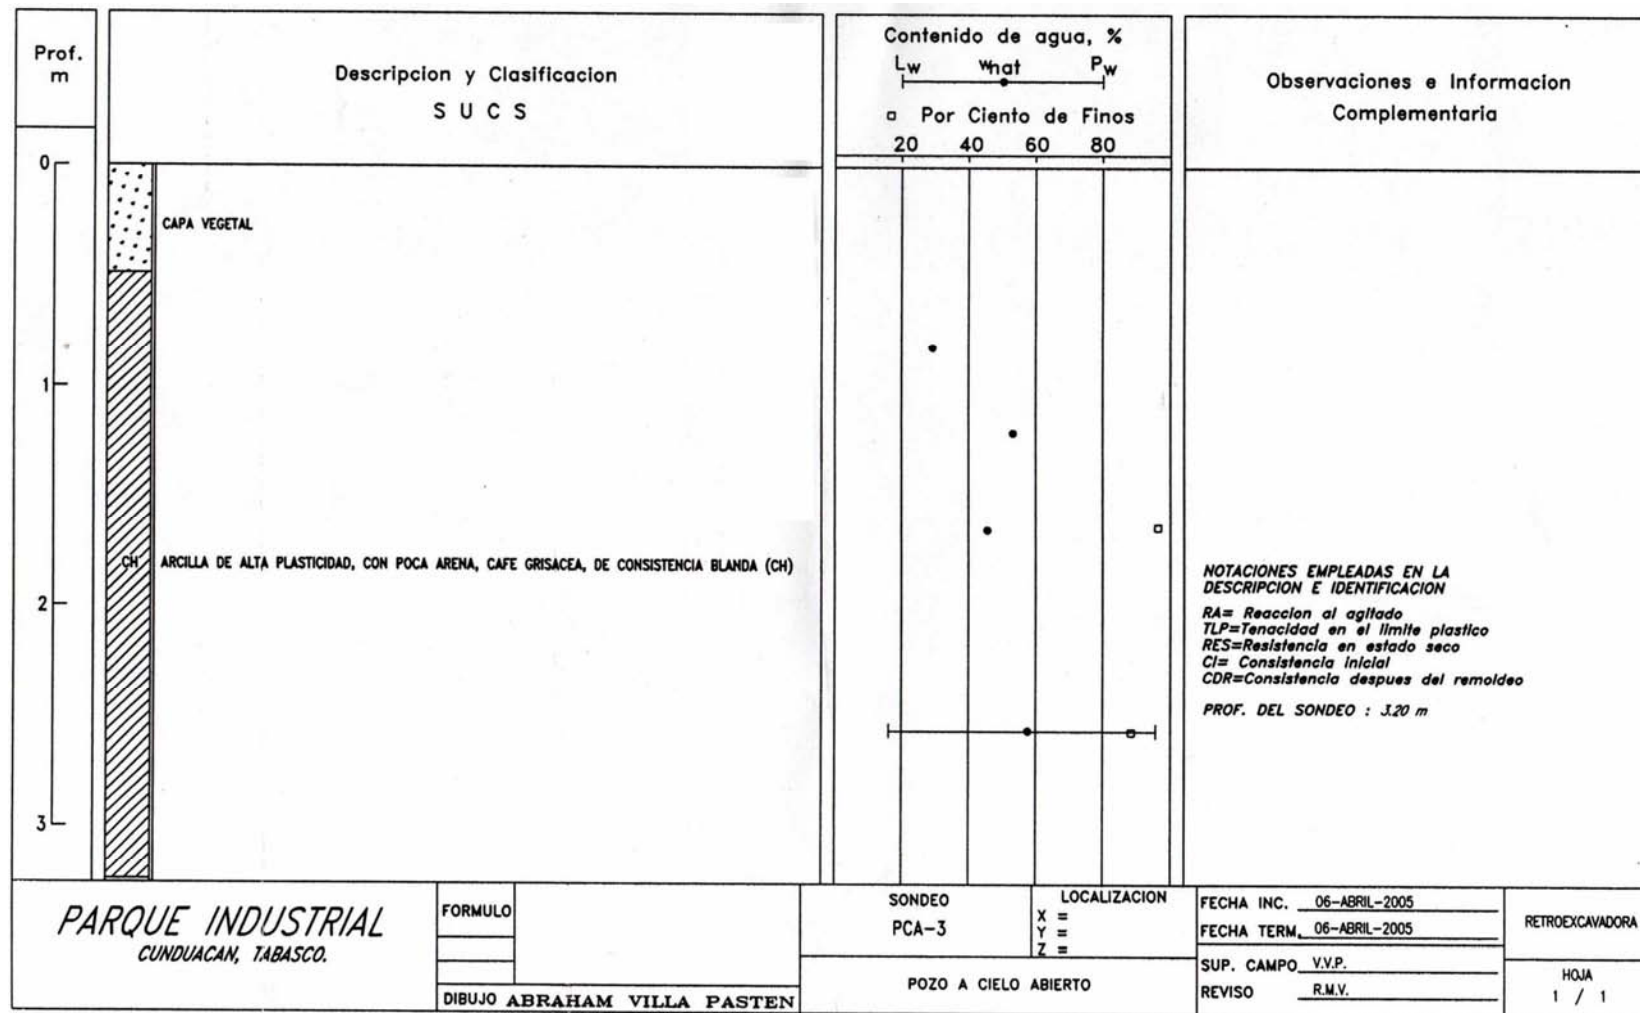 Prof.
m
Descripcion y Clasificacion
S U C S
Contenido de agua, %
Lw Wnat Pw
Por Ciento de Finos
20 40 60 80
Observaciones e Informacion
Complementaria
0
CAPA VEGETAL
1
CH ARCILLA DE ALTA PLASTICIDAD, CON POCA ARENA, CAFE GRISACEA, DE CONSISTENCIA BLANDA (CH)
2
3
NOTACIONES EMPLEADAS EN LA
DESCRIPCION E IDENTIFICACION
RA= Reaccion al agitado
TLP=Tenacidad en el limite plastico
RES=Resistencia en estado seco
CI= Consistencia inicial
CDR=Consistencia despues del remoldeo
PROF. DEL SONDEO : 3.20 m
PARQUE INDUSTRIAL
CUNDUACAN, TABASCO.
FORMULO
DIBUJO ABRAHAM VILLA PASTEN
SONDEO
PCA-3
LOCALIZACION
X =
Y =
Z =
POZO A CIELO ABIERTO
FECHA INC. 06-ABRIL-2005
FECHA TERM. 06-ABRIL-2005
SUP. CAMPO V.V.P.
REVISO R.M.V.
RETROEXCAVADORA
HOJA
1 / 1